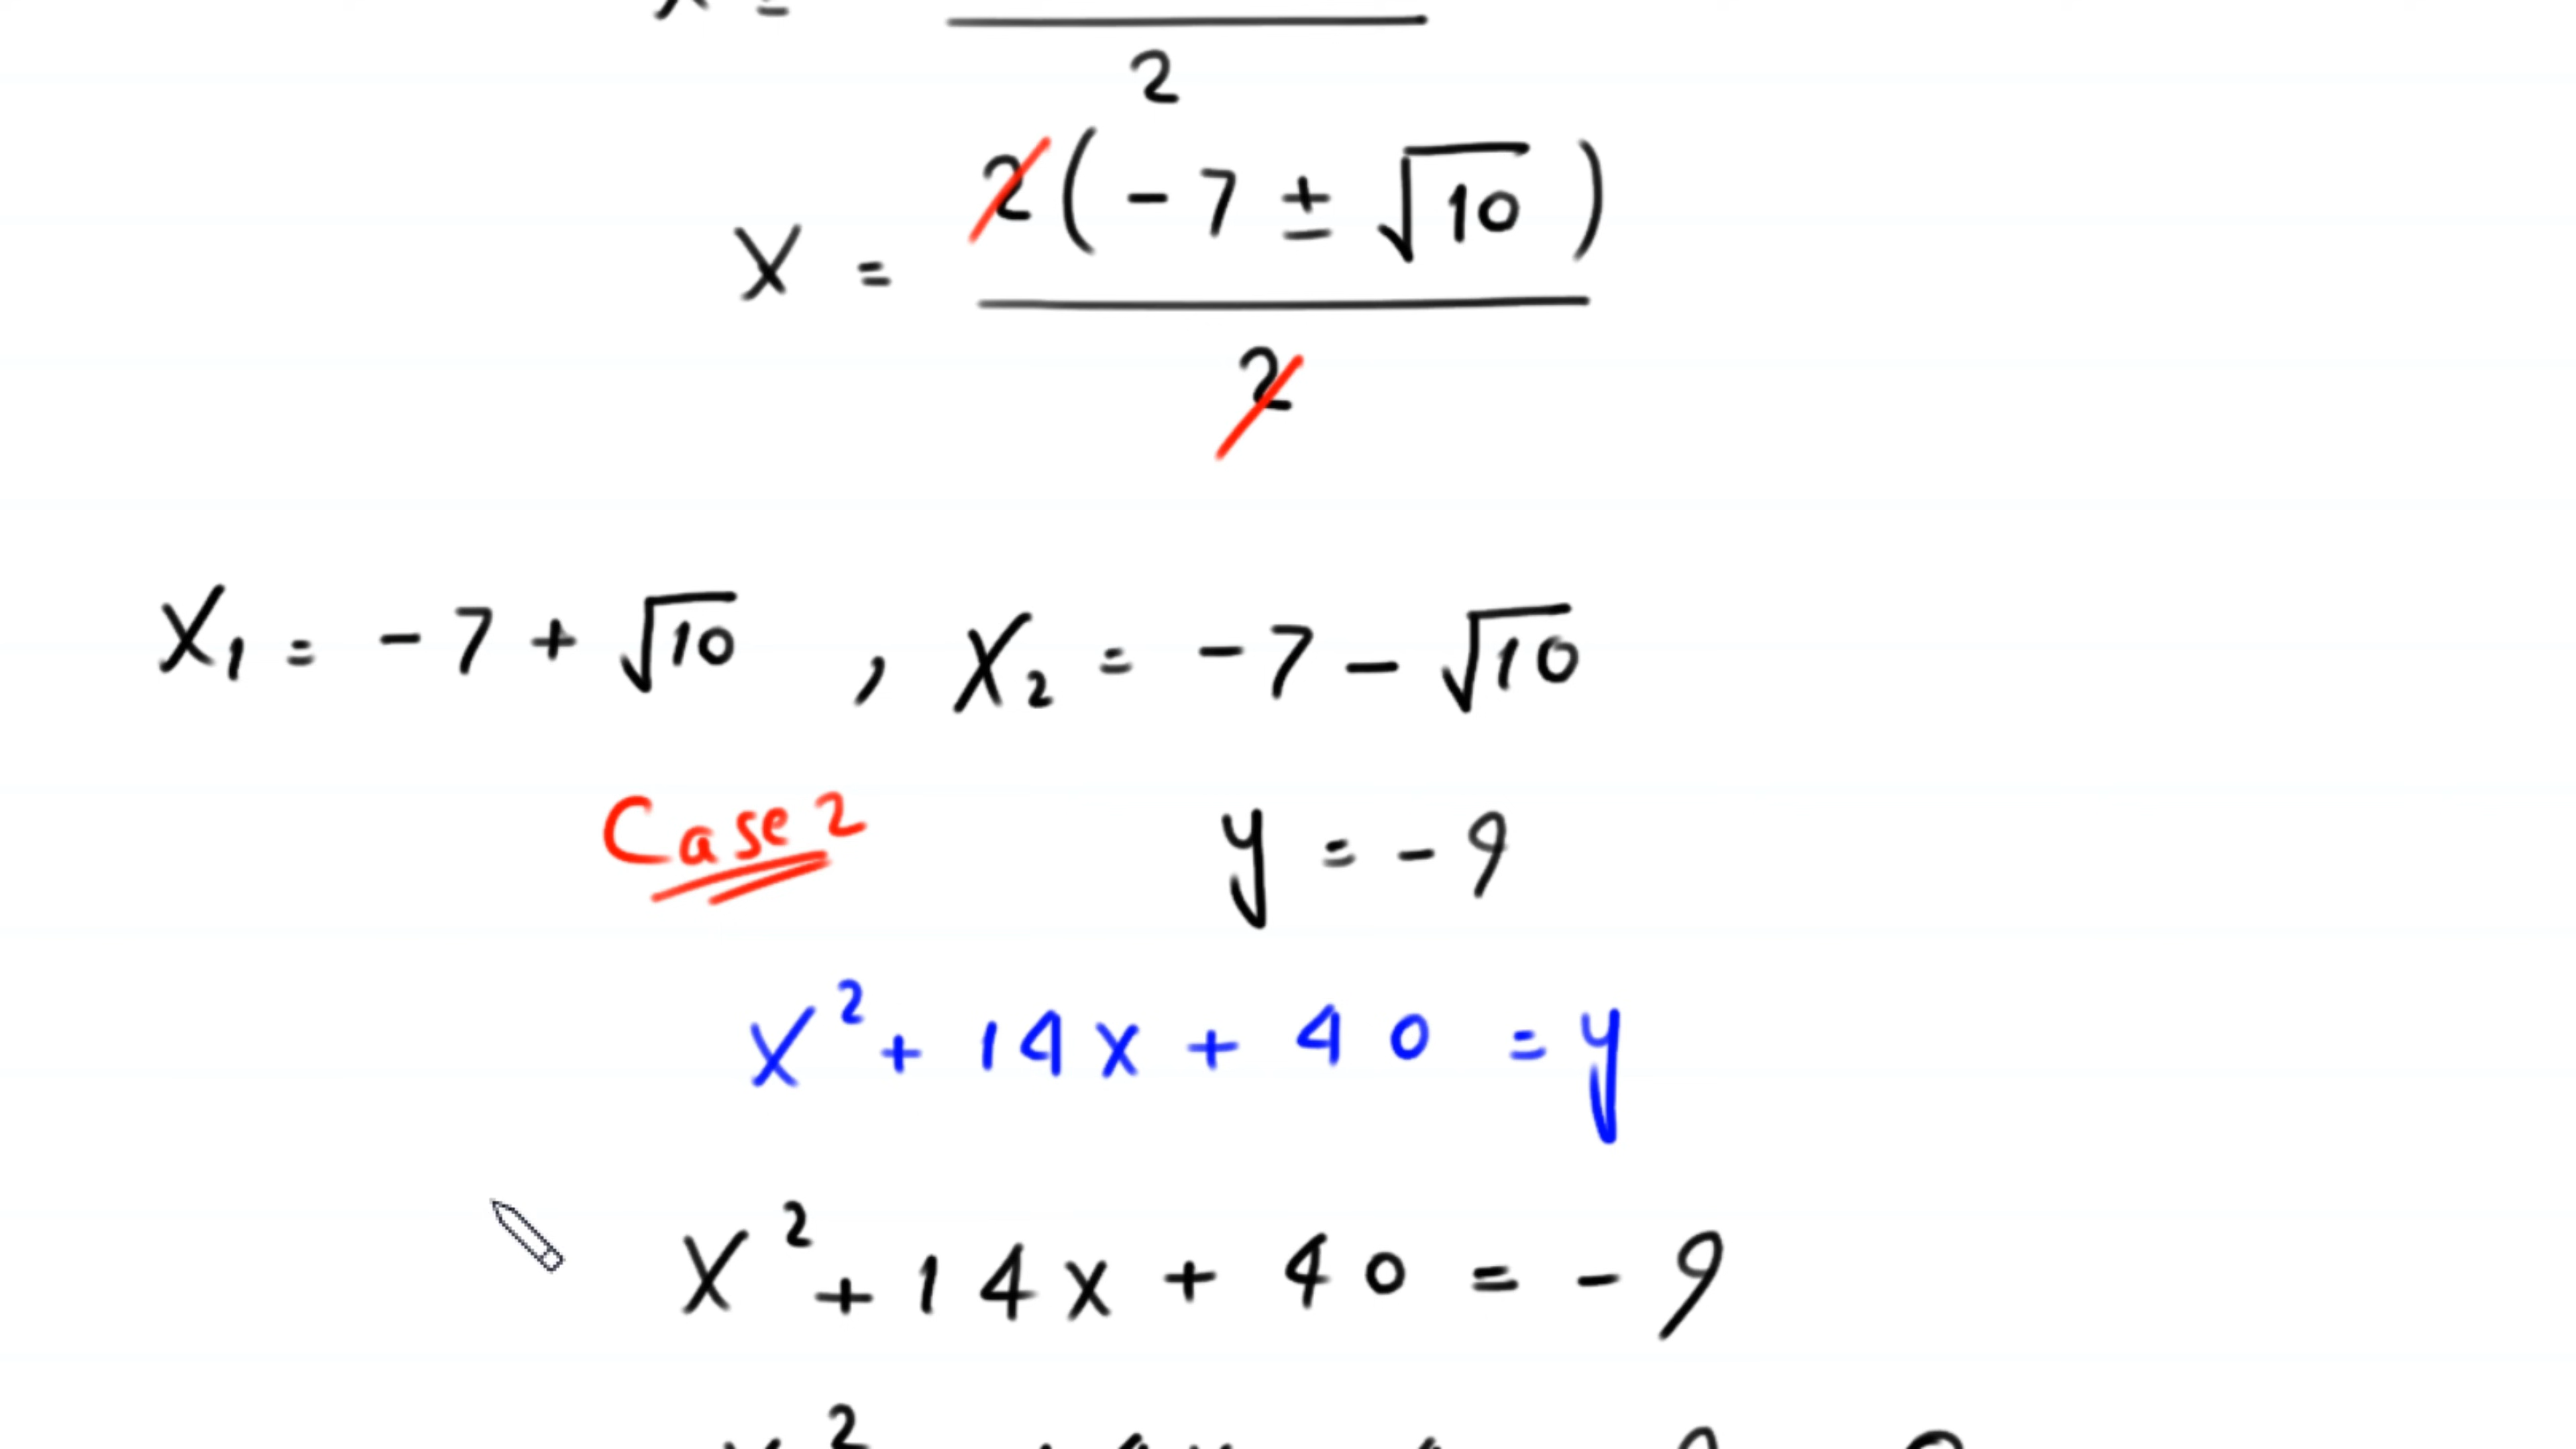 2
X = 2(-7 ± √10)
2
X₁ = -7 + √10 , X₂ = -7 - √10
Case 2 y = -9
X² + 14x + 40 = y
X² + 14x + 40 = -9